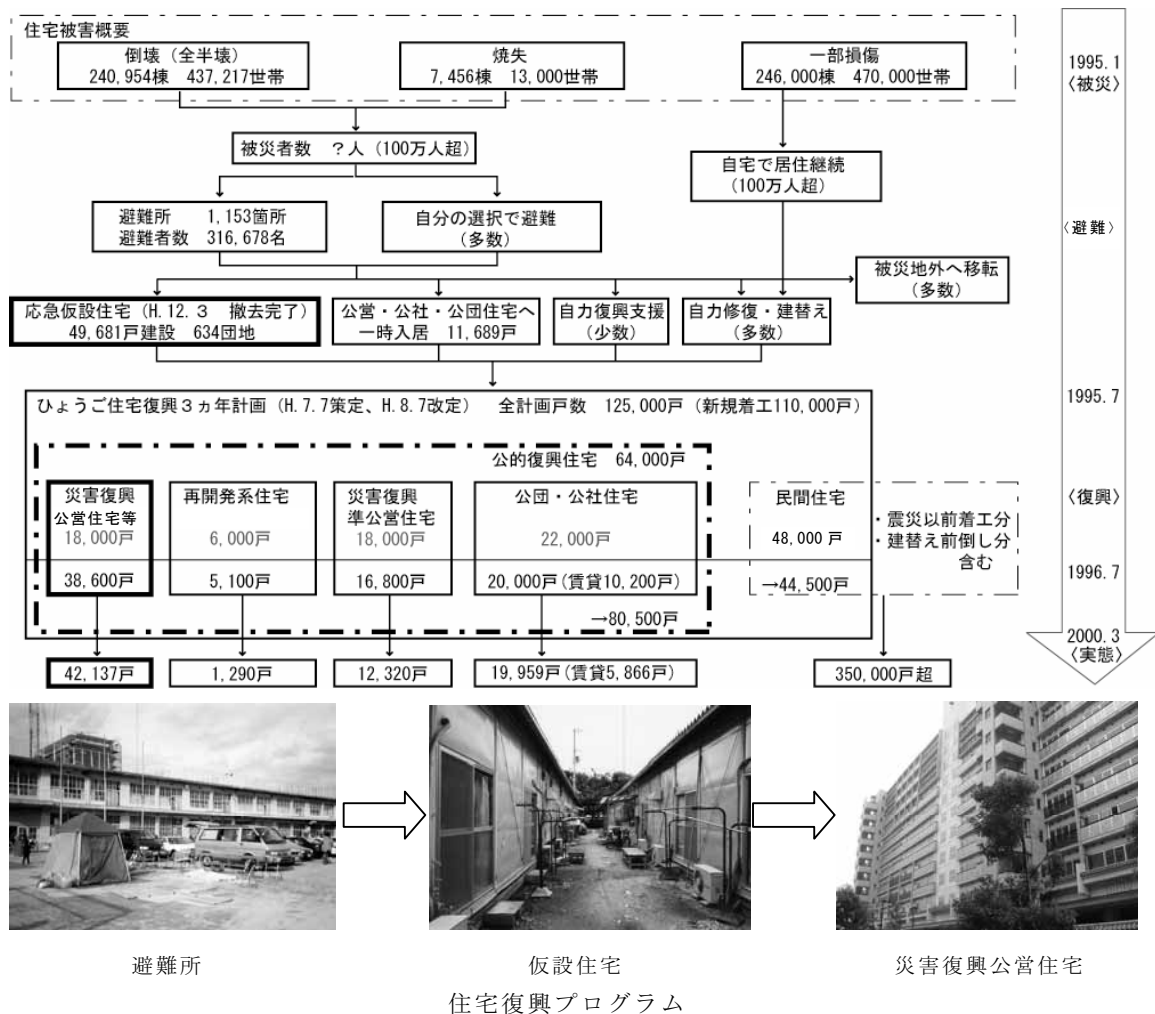 住宅被害概要
倒壊（全半壊）
240,954棟　437,217世帯
焼失
7,456棟　13,000世帯
一部損傷
246,000棟　470,000世帯
1995.1
〈被災〉
被災者数　？人（100万人超）
自宅で居住継続
（100万人超）
避難所　　1,153箇所
避難者数　316,678名
自分の選択で避難
（多数）
〈避難〉
被災地外へ移転
（多数）
応急仮設住宅（H.12.3　撤去完了）
49,681戸建設　634団地
公営・公社・公団住宅へ
一時入居　11,689戸
自力復興支援
（少数）
自力修復・建替え
（多数）
ひょうご住宅復興３ヵ年計画（H.7.7策定、H.8.7改定）　全計画戸数　125,000戸（新規着工110,000戸）
1995.7
公的復興住宅　64,000戸
災害復興
公営住宅等
18,000戸
再開発系住宅
6,000戸
災害復興
準公営住宅
18,000戸
公団・公社住宅
22,000戸
民間住宅
48,000 戸
・震災以前着工分
・建替え前倒し分
含む
〈復興〉
38,600戸
5,100戸
16,800戸
20,000戸（賃貸10,200戸）
→44,500戸
1996.7
→80,500戸
2000.3
〈実態〉
42,137戸
1,290戸
12,320戸
19,959戸（賃貸5,866戸）
350,000戸超
避難所
仮設住宅
災害復興公営住宅
住宅復興プログラム